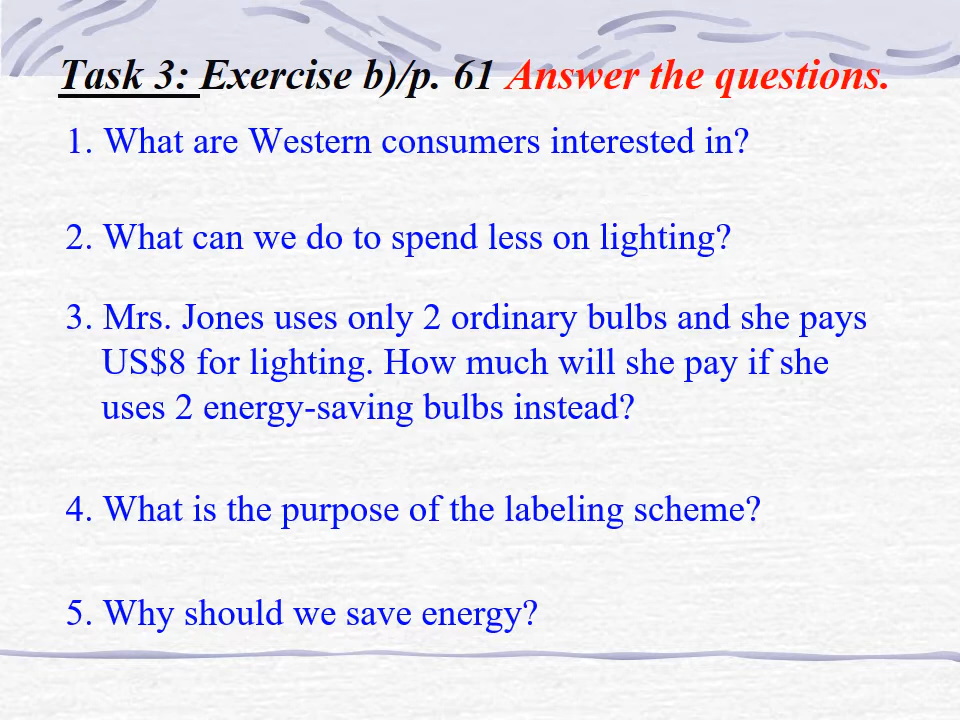 Task 3: Exercise b)/p. 61 Answer the questions.
1. What are Western consumers interested in?
2. What can we do to spend less on lighting?
3. Mrs. Jones uses only 2 ordinary bulbs and she pays
US$8 for lighting. How much will she pay if she
uses 2 energy-saving bulbs instead?
4. What is the purpose of the labeling scheme?
5. Why should we save energy?